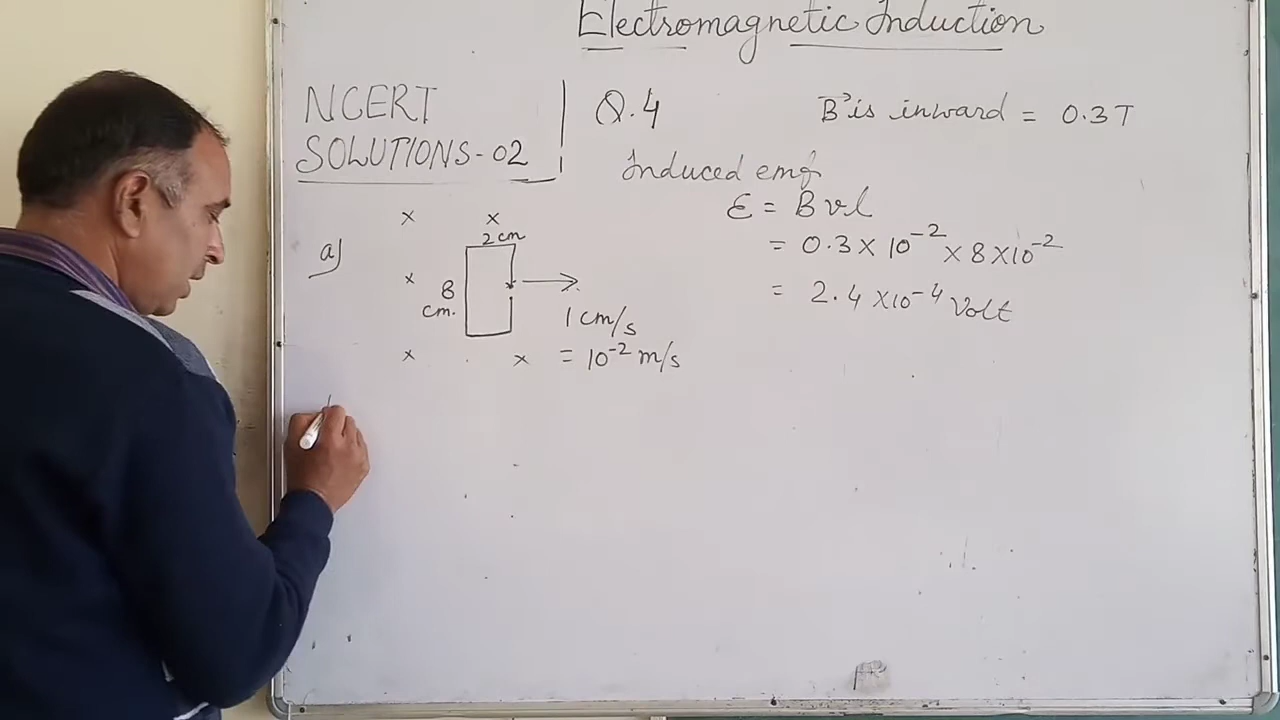 Electromagnetic Induction
NCERT
SOLUTIONS-02
Q.4
B⃗ is inward = 0.3T
Induced emf
ε = Bvl
= 0.3 × 10⁻² × 8 × 10⁻²
= 2.4 × 10⁻⁴ Volt
a)
× ×
2 cm
× 8
cm.
1 cm/s
× × = 10⁻² m/s